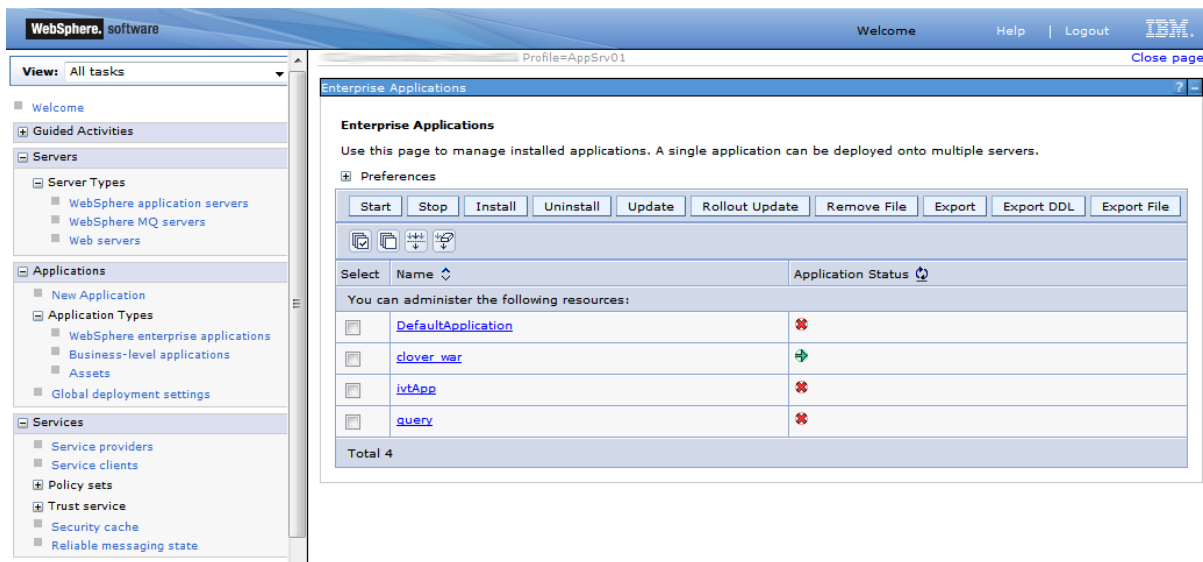 WebSphere. software
Welcome Help | Logout IBM.
View: All tasks
Welcome
Guided Activities
Servers
Server Types
WebSphere application servers
WebSphere MQ servers
Web servers
Applications
New Application
Application Types
WebSphere enterprise applications
Business-level applications
Assets
Global deployment settings
Services
Service providers
Service clients
Policy sets
Trust service
Security cache
Reliable messaging state
Profile=AppSrv01 Close page
Enterprise Applications ? -
Enterprise Applications
Use this page to manage installed applications. A single application can be deployed onto multiple servers.
Preferences
Start Stop Install Uninstall Update Rollout Update Remove File Export Export DDL Export File
Select Name Application Status
You can administer the following resources:
DefaultApplication
clover_war
ivtApp
query
Total 4